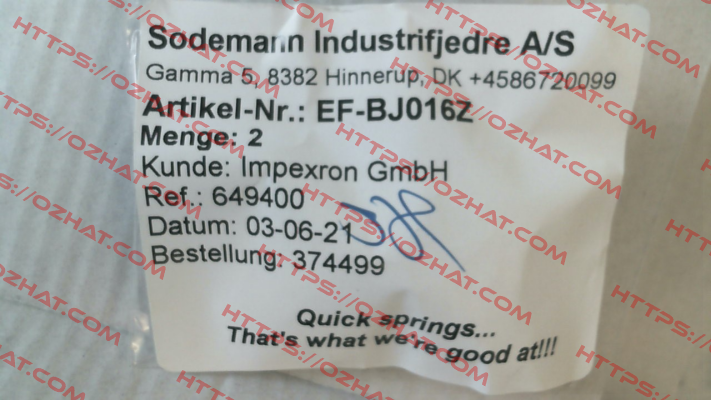 Sodemann Industrifjedre A/S
Gamma 5, 8382 Hinnerup, DK +4586720099
Artikel-Nr.: EF-BJ016Z
Menge: 2
Kunde: Impexron GmbH
Ref.: 649400
Datum: 03-06-21
Bestellung: 374499
Quick springs...
That's what we're good at!!!
HTTPS://OZHAT.COM